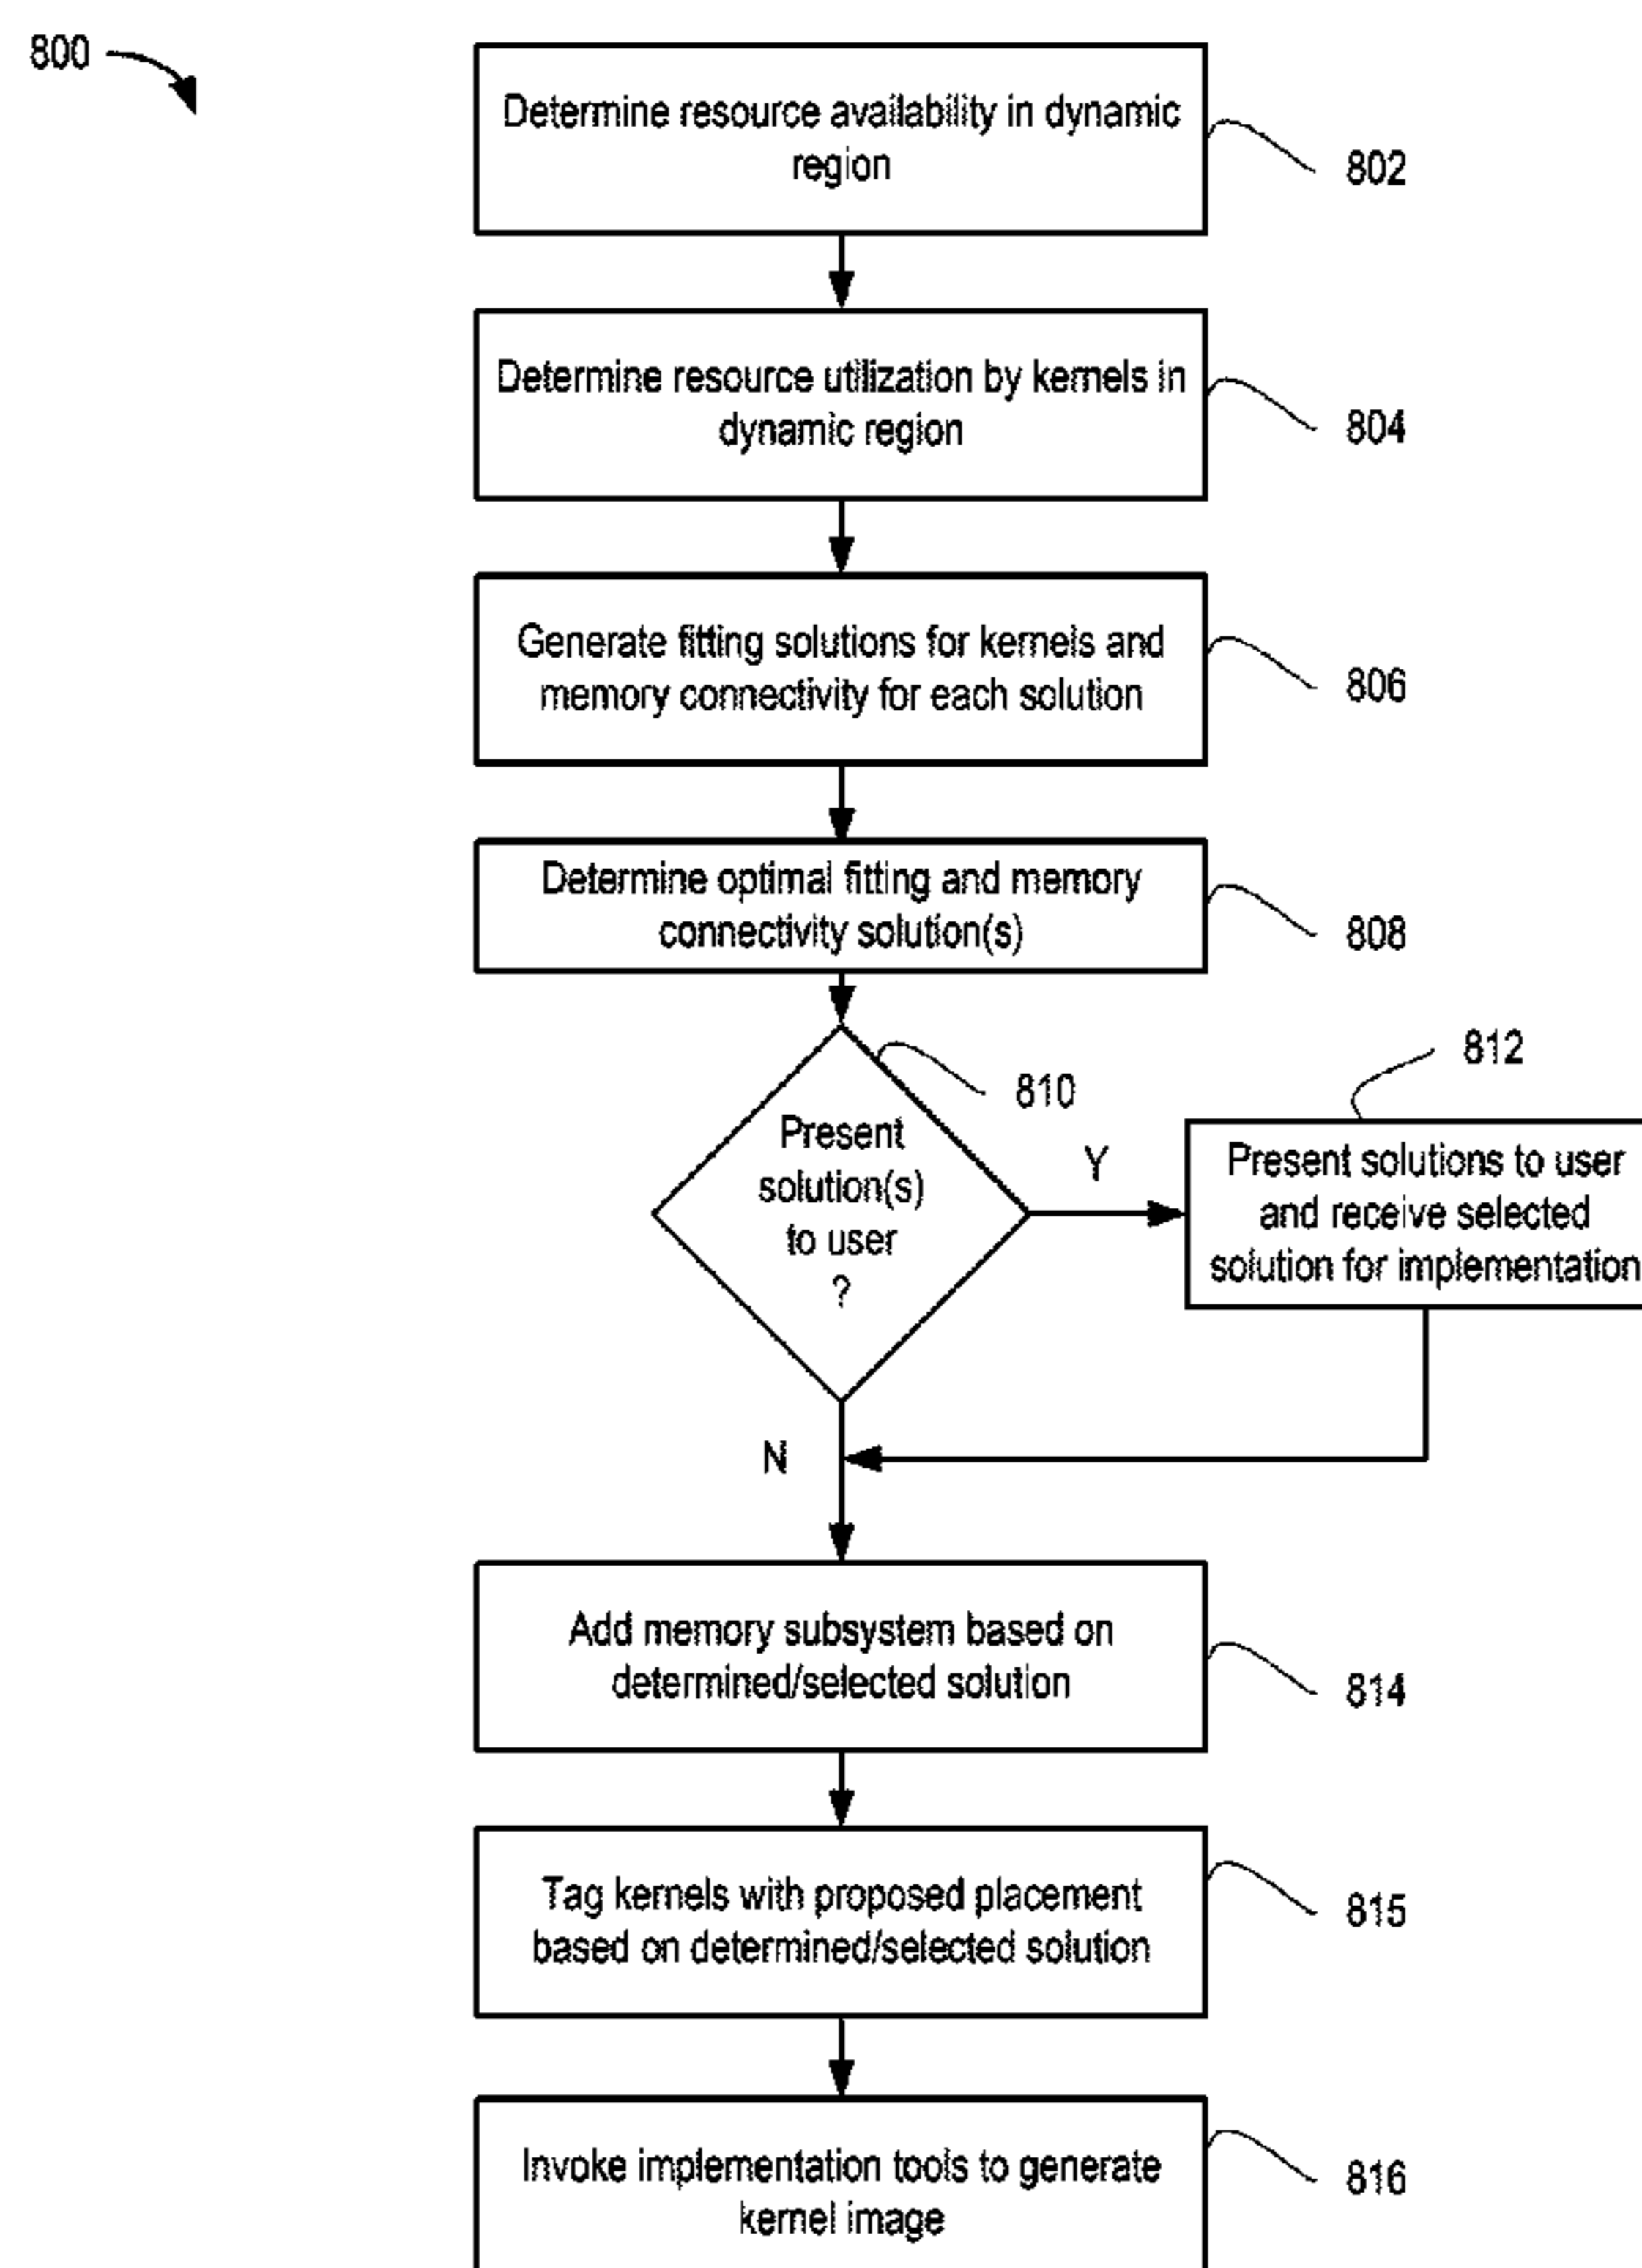 800
Determine resource availability in dynamic
region
802
Determine resource utilization by kernels in
dynamic region
804
Generate fitting solutions for kernels and
memory connectivity for each solution
806
Determine optimal fitting and memory
connectivity solution(s)
808
810
Present
solution(s)
to user
?
Y
812
Present solutions to user
and receive selected
solution for implementation
N
Add memory subsystem based on
determined/selected solution
814
Tag kernels with proposed placement
based on determined/selected solution
815
Invoke implementation tools to generate
kernel image
816